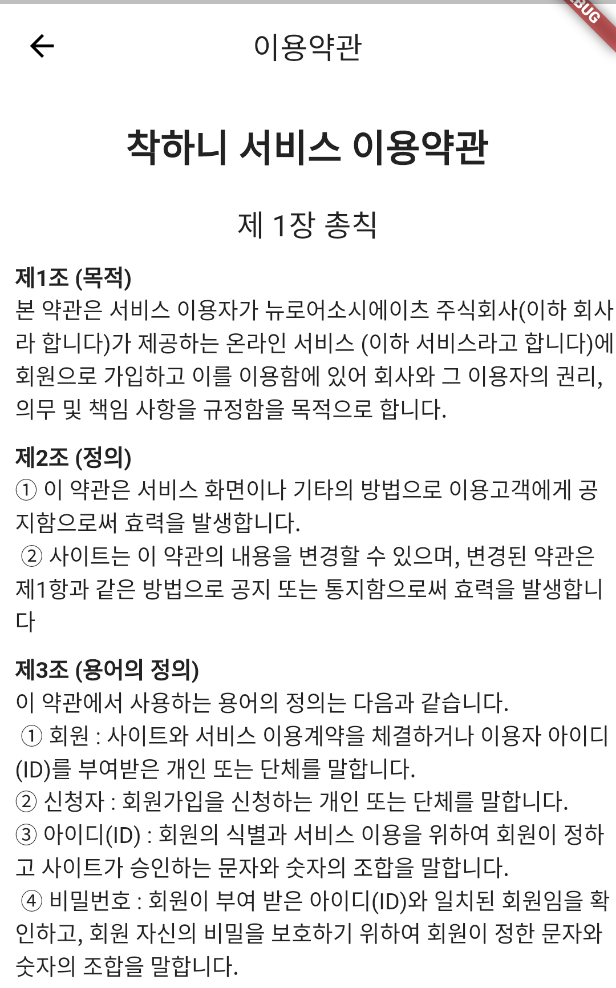 BUG
이용약관
착하니 서비스 이용약관
제 1장 총칙
제1조 (목적)
본 약관은 서비스 이용자가 뉴로어소시에이츠 주식회사(이하 회사
라 합니다)가 제공하는 온라인 서비스 (이하 서비스라고 합니다)에
회원으로 가입하고 이를 이용함에 있어 회사와 그 이용자의 권리,
의무 및 책임 사항을 규정함을 목적으로 합니다.
제2조 (정의)
① 이 약관은 서비스 화면이나 기타의 방법으로 이용고객에게 공
지함으로써 효력을 발생합니다.
② 사이트는 이 약관의 내용을 변경할 수 있으며, 변경된 약관은
제1항과 같은 방법으로 공지 또는 통지함으로써 효력을 발생합니
다
제3조 (용어의 정의)
이 약관에서 사용하는 용어의 정의는 다음과 같습니다.
① 회원 : 사이트와 서비스 이용계약을 체결하거나 이용자 아이디
(ID)를 부여받은 개인 또는 단체를 말합니다.
② 신청자 : 회원가입을 신청하는 개인 또는 단체를 말합니다.
③ 아이디(ID) : 회원의 식별과 서비스 이용을 위하여 회원이 정하
고 사이트가 승인하는 문자와 숫자의 조합을 말합니다.
④ 비밀번호 : 회원이 부여 받은 아이디(ID)와 일치된 회원임을 확
인하고, 회원 자신의 비밀을 보호하기 위하여 회원이 정한 문자와
숫자의 조합을 말합니다.